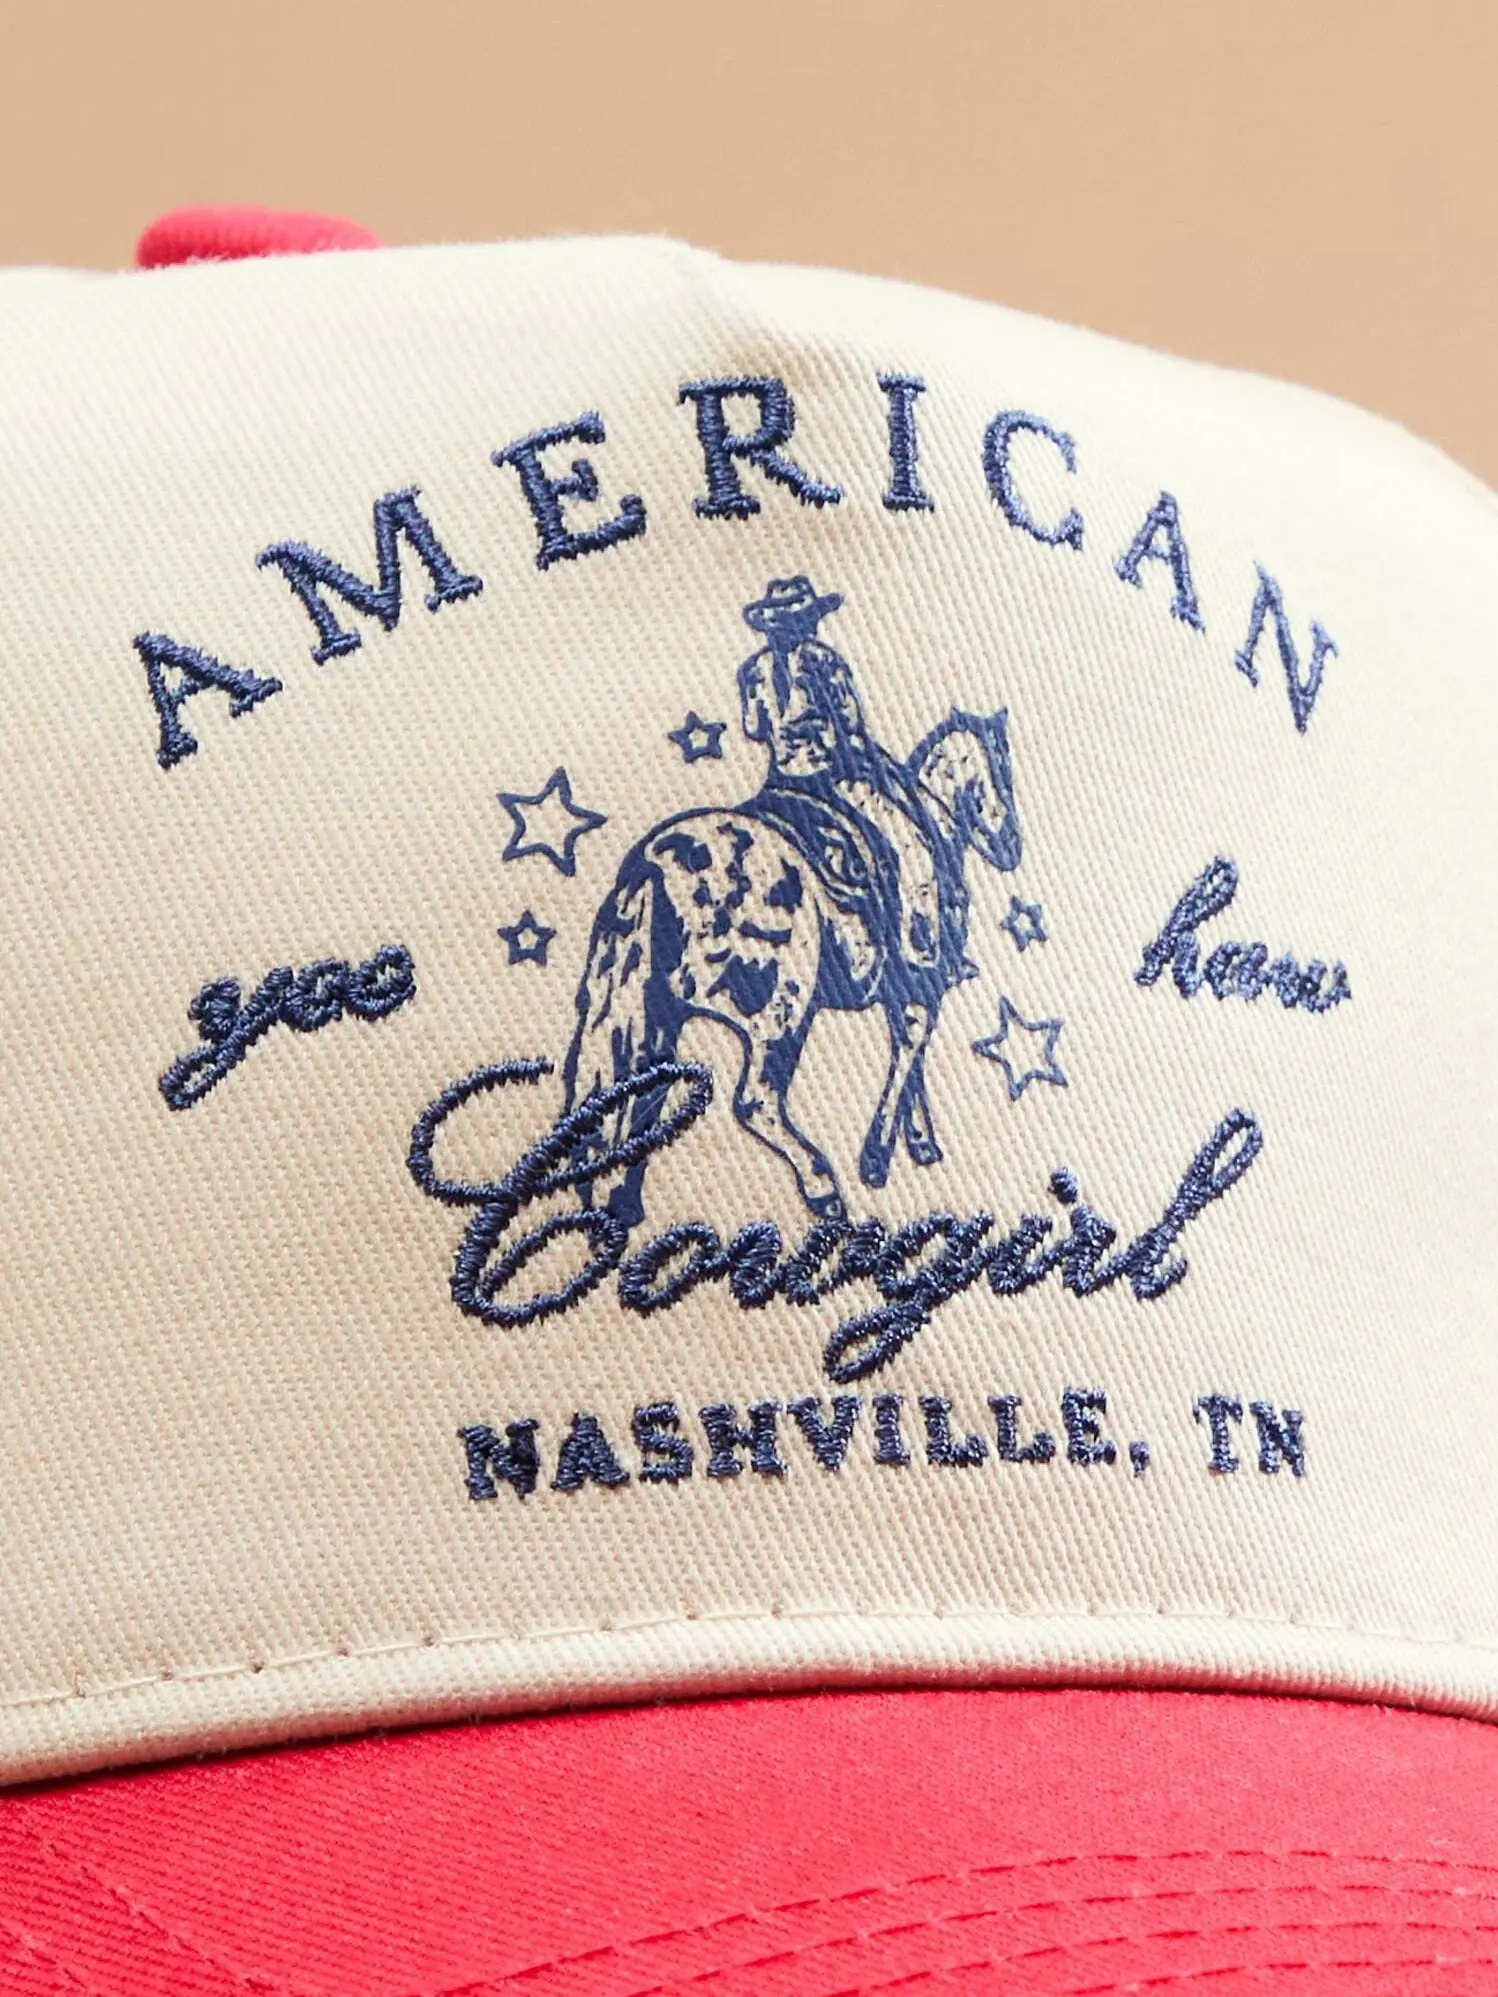 AMERICAN
yee haw
Cowgirl
NASHVILLE, TN